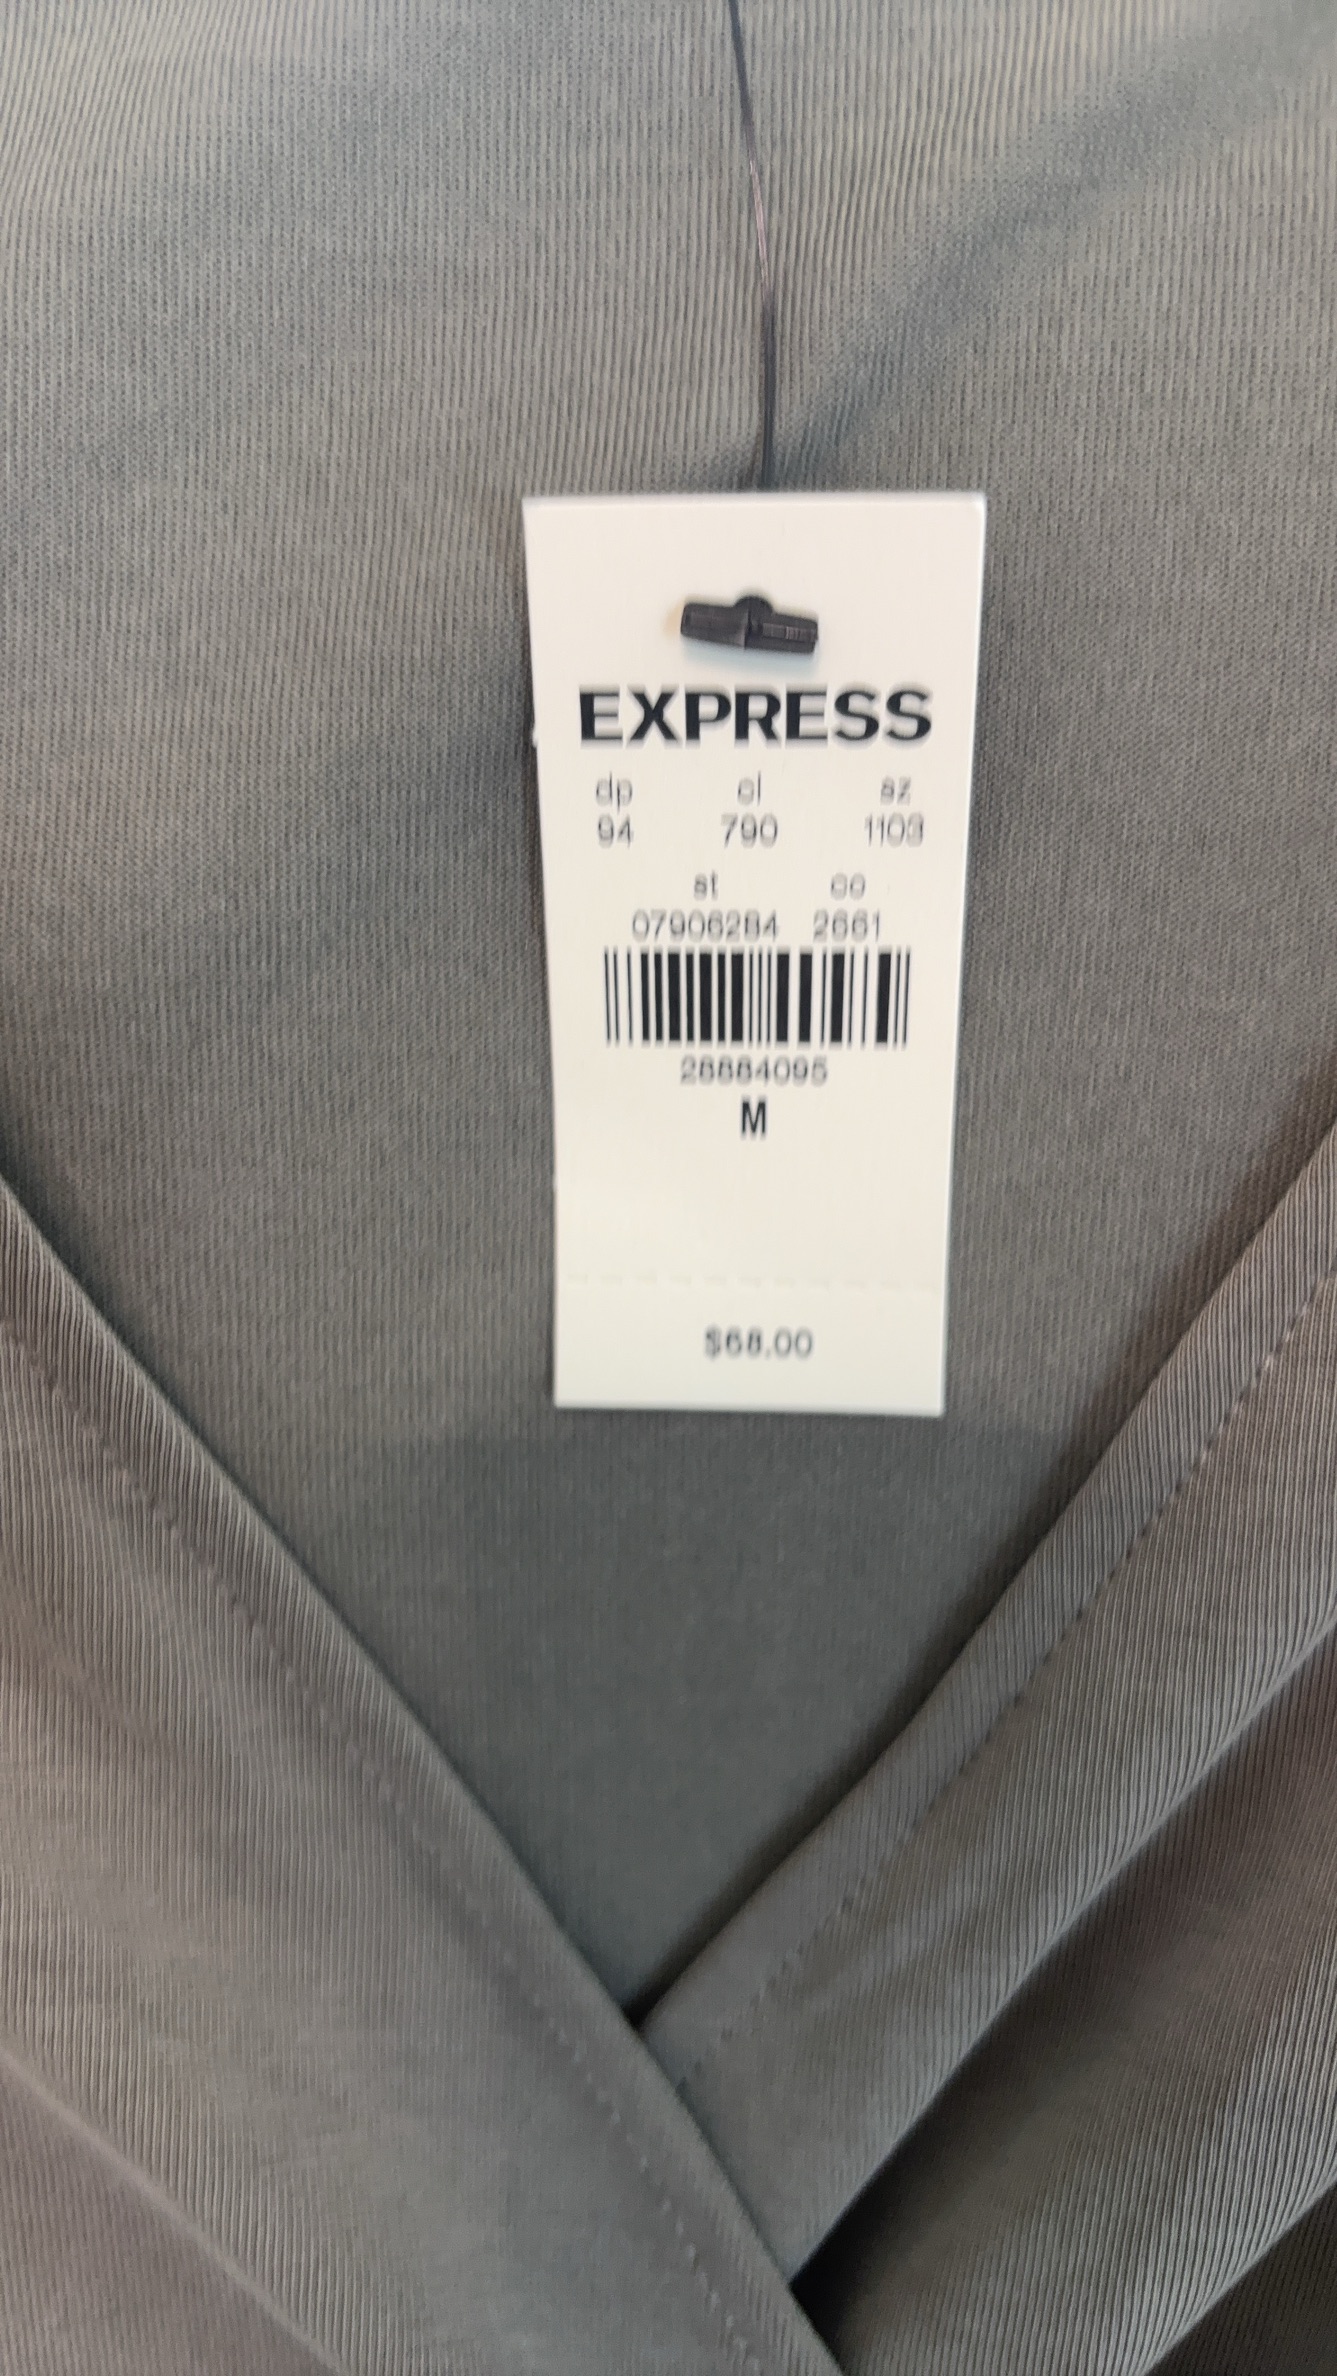 EXPRESS
dp cl sz
94 790 1103
st co
07906284 2661
28884095
M
$68.00